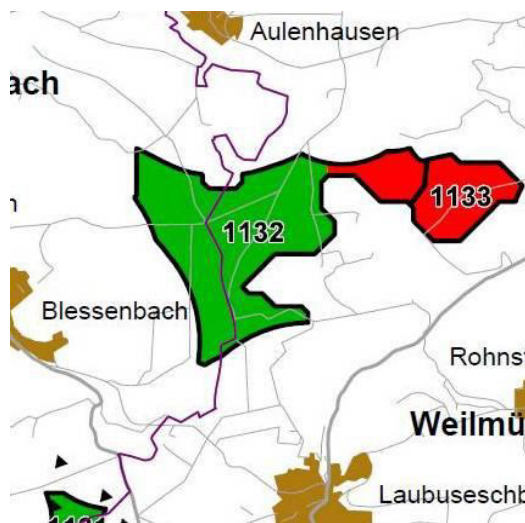 Aulenhausen
ach
1133
1132
Blessenbach
Rohnst
Weilmü
Laubuseschb